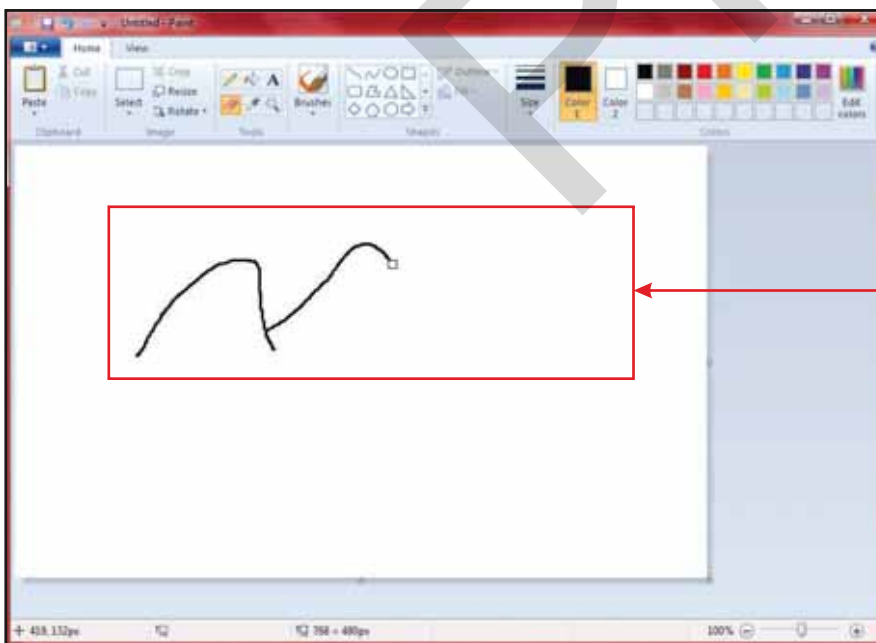 Untitled - Paint
Home View
Paste
Cut
Copy
Clipboard
Select
Crop
Resize
Rotate
Image
A
Tools
Brushes
Outline
Fill
Shapes
Size
Color 1
Color 2
Edit colors
Colors
768 × 480px
100%